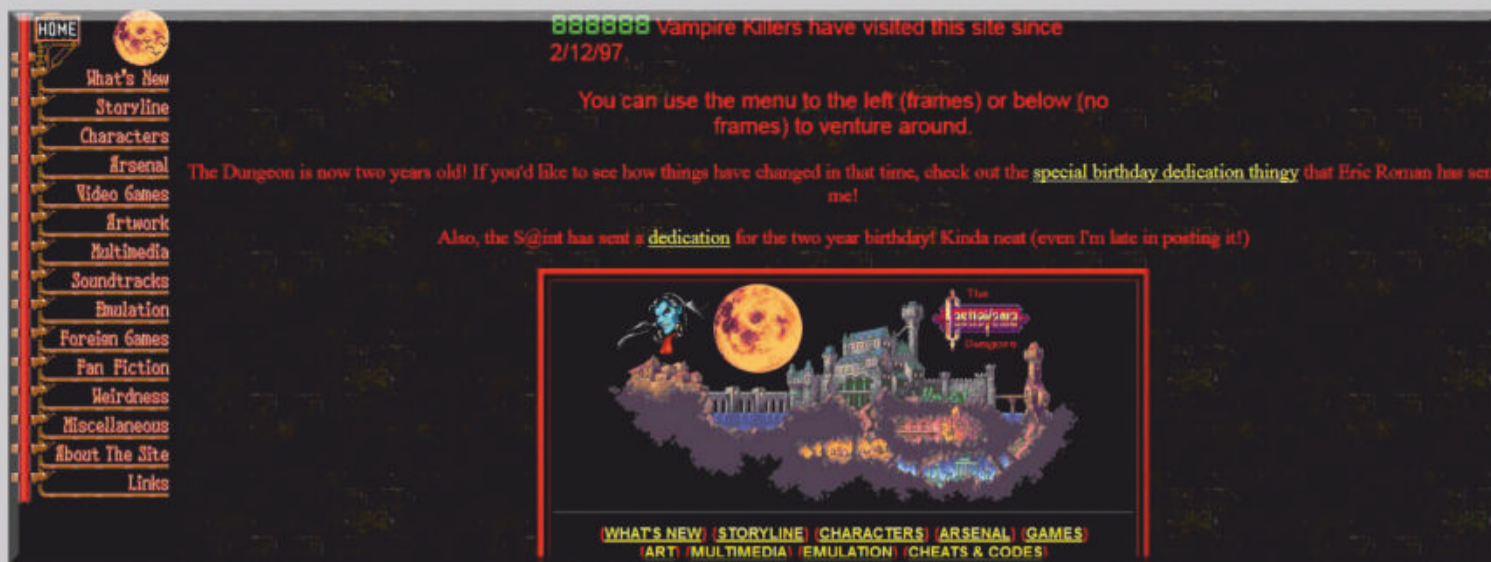 HOME
What's New
Storyline
Characters
Arsenal
Video Games
Artwork
Multimedia
Soundtracks
Emulation
Foreign Games
Fan Fiction
Weirdness
Miscellaneous
About The Site
Links
888888 Vampire Killers have visited this site since
2/12/97.
You can use the menu to the left (frames) or below (no
frames) to venture around.
The Dungeon is now two years old! If you'd like to see how things have changed in that time, check out the special birthday dedication thingy that Eric Roman has sen
me!
Also, the S@int has sent a dedication for the two year birthday! Kinda neat (even I'm late in posting it!)
The
Castlevania
Dungeon
(WHAT'S NEW) (STORYLINE) (CHARACTERS) (ARSENAL) (GAMES)
(ART) (MULTIMEDIA) (EMULATION) (CHEATS & CODES)